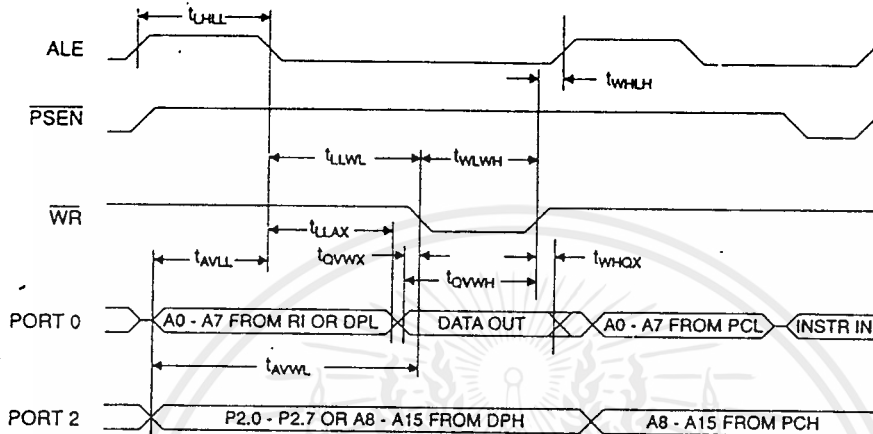 tLHLL
ALE
tWHLH
PSEN
tLLWL
tWLWH
WR
tLLAX
tAVLL
tQVWX
tWHQX
tQVWH
PORT 0
A0 - A7 FROM RI OR DPL
DATA OUT
A0 - A7 FROM PCL
INSTR IN
tAVWL
PORT 2
P2.0 - P2.7 OR A8 - A15 FROM DPH
A8 - A15 FROM PCH